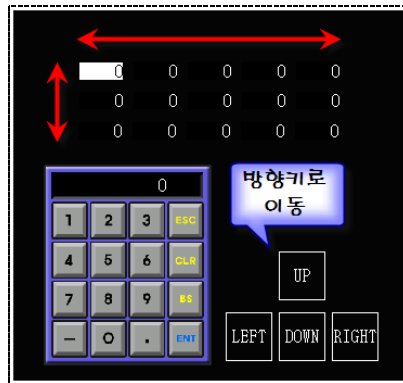 0 0 0 0 0
0 0 0 0 0
0 0 0 0 0
0
1 2 3 ESC
4 5 6 CLR
7 8 9 BS
- 0 . ENT
방향키로
이동
UP
LEFT DOWN RIGHT